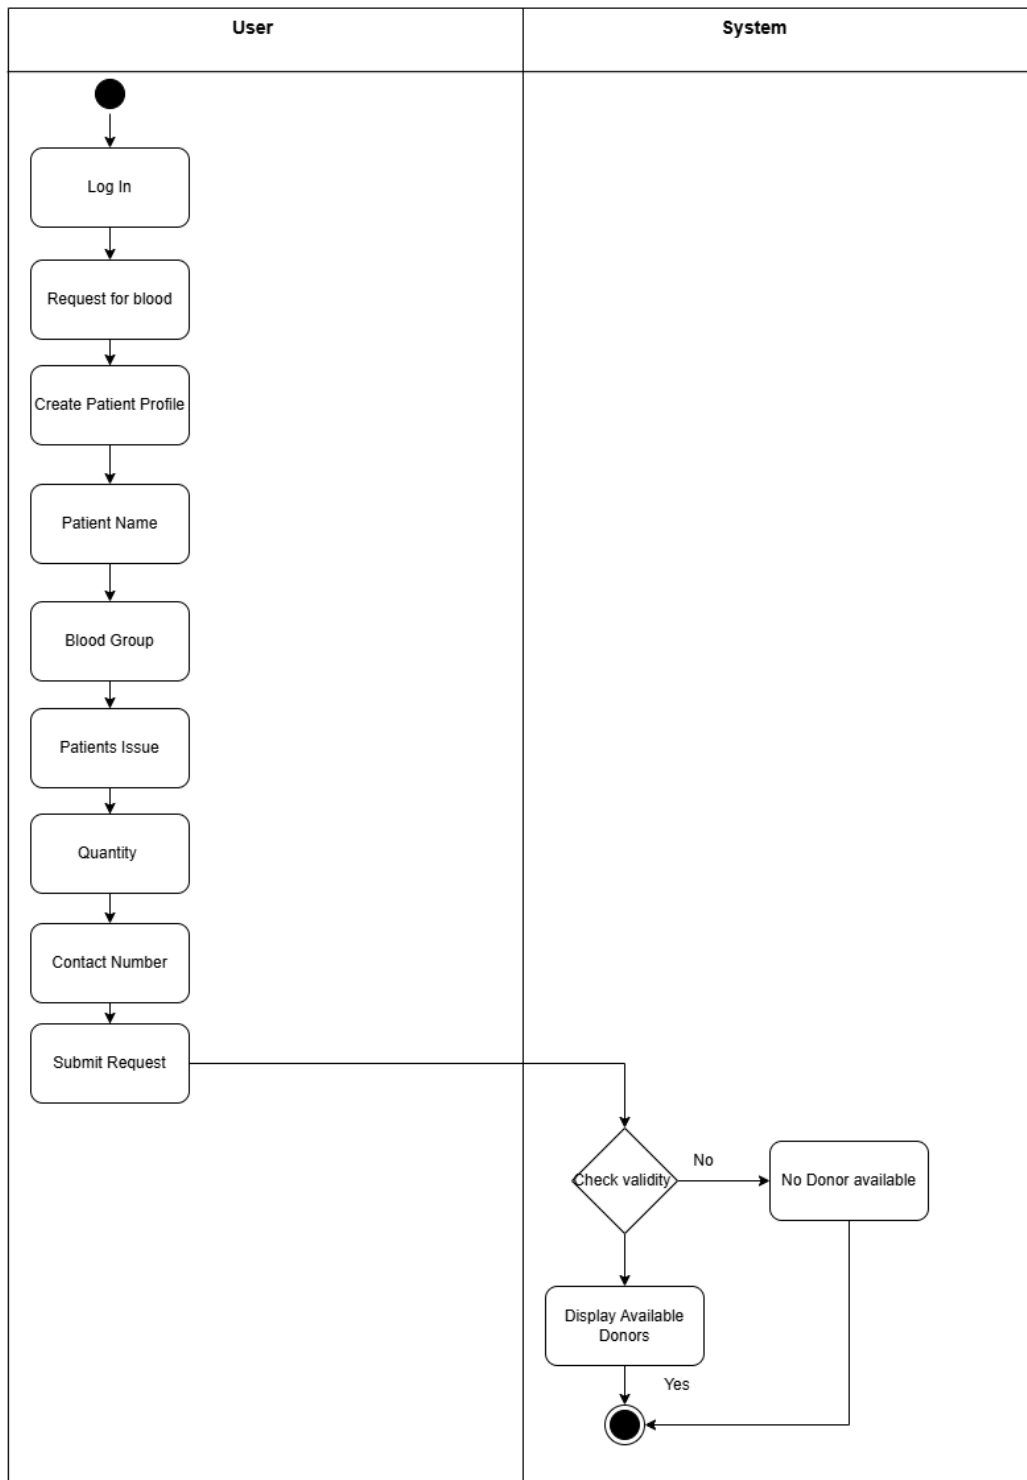 User
System
Log In
Request for blood
Create Patient Profile
Patient Name
Blood Group
Patients Issue
Quantity
Contact Number
Submit Request
Check validity
No
No Donor available
Display Available
Donors
Yes